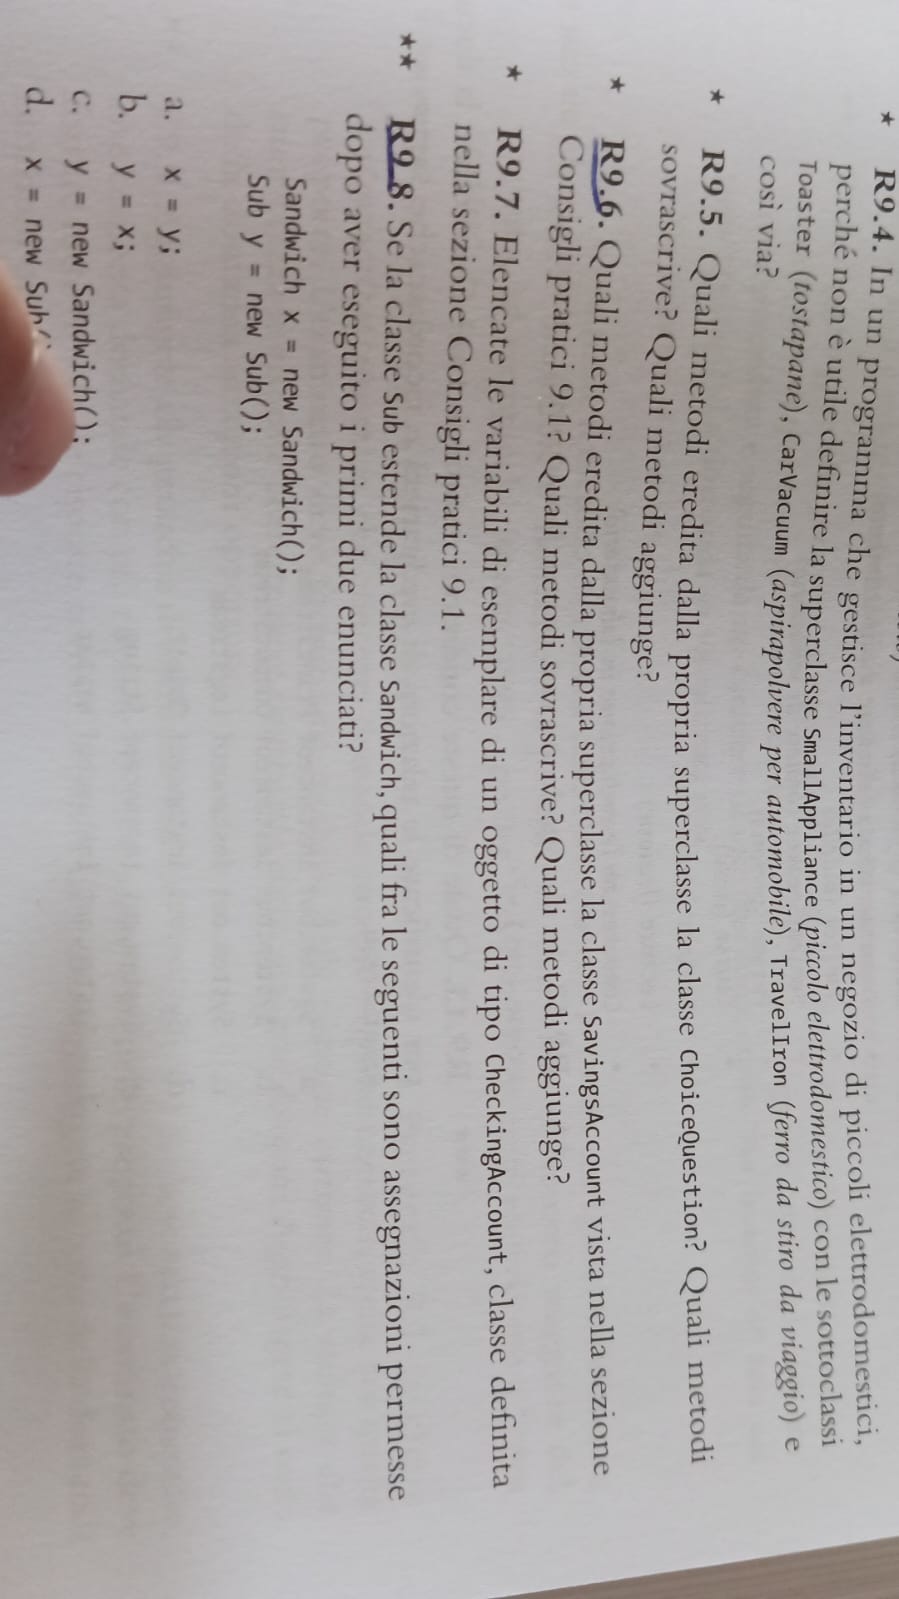 ★ R9.4. In un programma che gestisce l'inventario in un negozio di piccoli elettrodomestici,
perché non è utile definire la superclasse SmallAppliance (piccolo elettrodomestico) con le sottoclassi
Toaster (tostapane), CarVacuum (aspirapolvere per automobile), TravelIron (ferro da stiro da viaggio) e
così via?
★ R9.5. Quali metodi eredita dalla propria superclasse la classe ChoiceQuestion? Quali metodi
sovrascrive? Quali metodi aggiunge?
★ R9.6. Quali metodi eredita dalla propria superclasse la classe SavingsAccount vista nella sezione
Consigli pratici 9.1? Quali metodi sovrascrive? Quali metodi aggiunge?
★ R9.7. Elencate le variabili di esemplare di un oggetto di tipo CheckingAccount, classe definita
nella sezione Consigli pratici 9.1.
★★ R9.8. Se la classe Sub estende la classe Sandwich, quali fra le seguenti sono assegnazioni permesse
dopo aver eseguito i primi due enunciati?
Sandwich x = new Sandwich();
Sub y = new Sub();
a. x = y;
b. y = x;
c. y = new Sandwich();
d. x = new Sub(